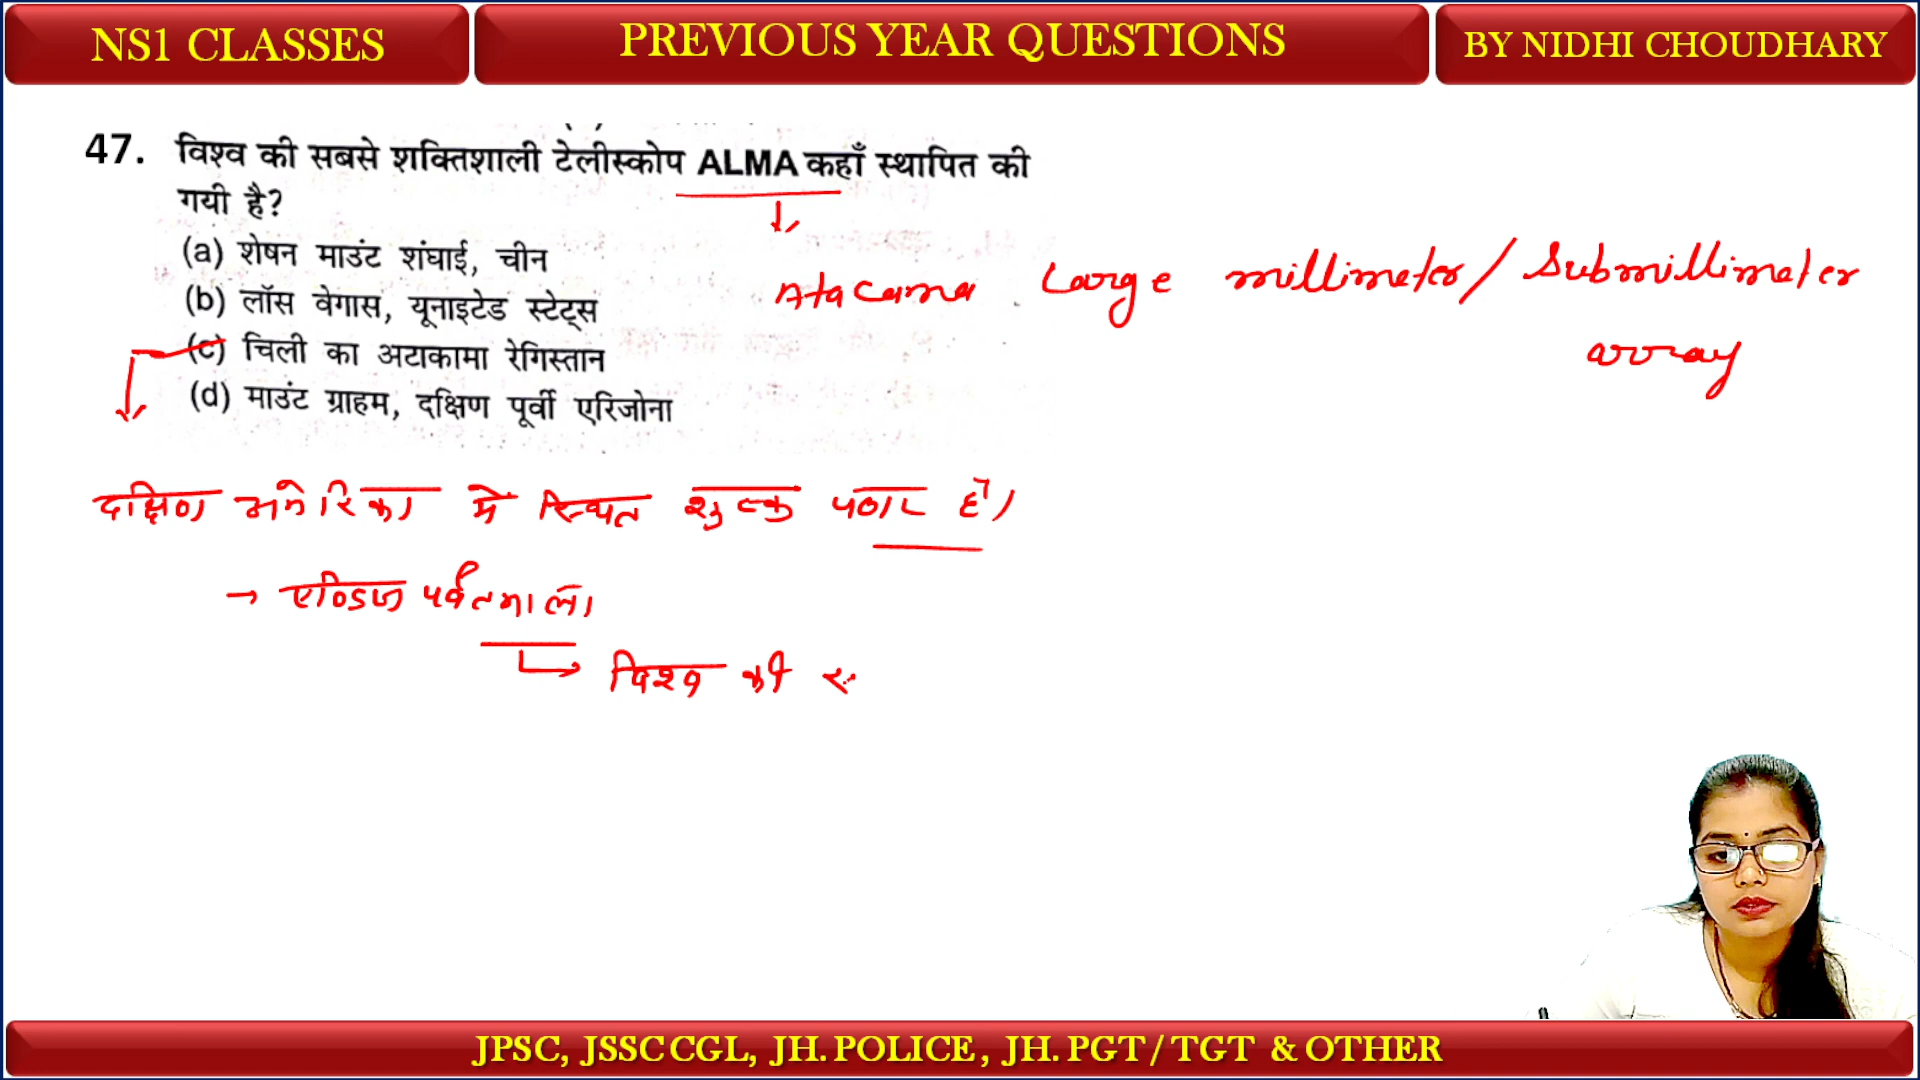 NS1 CLASSES
PREVIOUS YEAR QUESTIONS
BY NIDHI CHOUDHARY
47. विश्व की सबसे शक्तिशाली टेलीस्कोप ALMA कहाँ स्थापित की
गयी है?
(a) शेषन माउंट शंघाई, चीन
(b) लॉस वेगास, यूनाइटेड स्टेट्स
(c) चिली का अटाकामा रेगिस्तान
(d) माउंट ग्राहम, दक्षिण पूर्वी एरिजोना
Atacama Large millimeter/Submillimeter
array
दक्षिण अमेरिका में स्थित शुष्क पठार है।
→ एण्डिज पर्वतमाला
विश्व की स
JPSC, JSSC CGL, JH. POLICE, JH. PGT / TGT & OTHER